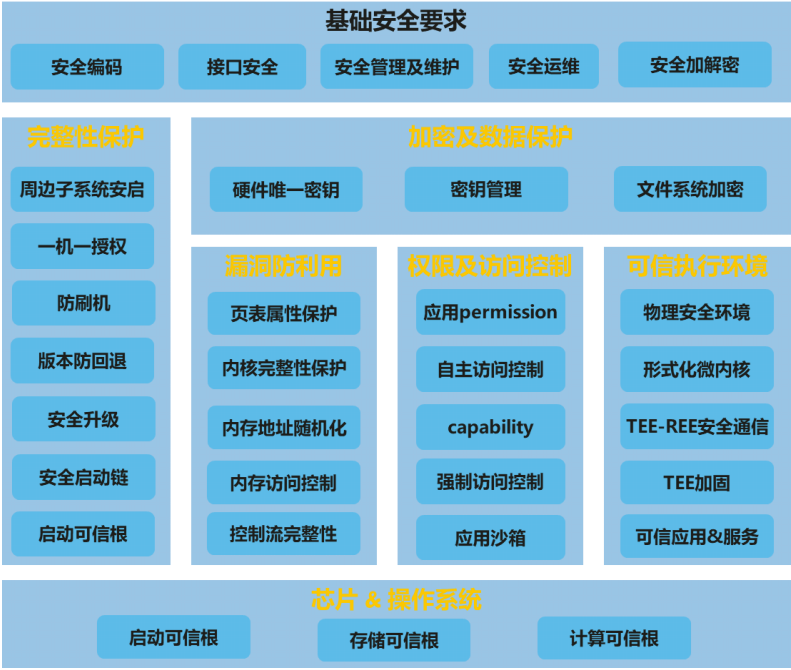 基础安全要求
安全编码
接口安全
安全管理及维护
安全运维
安全加解密
完整性保护
周边子系统安启
一机一授权
防刷机
版本防回退
安全升级
安全启动链
启动可信根
加密及数据保护
硬件唯一密钥
密钥管理
文件系统加密
漏洞防利用
页表属性保护
内核完整性保护
内存地址随机化
内存访问控制
控制流完整性
权限及访问控制
应用permission
自主访问控制
capability
强制访问控制
应用沙箱
可信执行环境
物理安全环境
形式化微内核
TEE-REE安全通信
TEE加固
可信应用&服务
芯片 & 操作系统
启动可信根
存储可信根
计算可信根